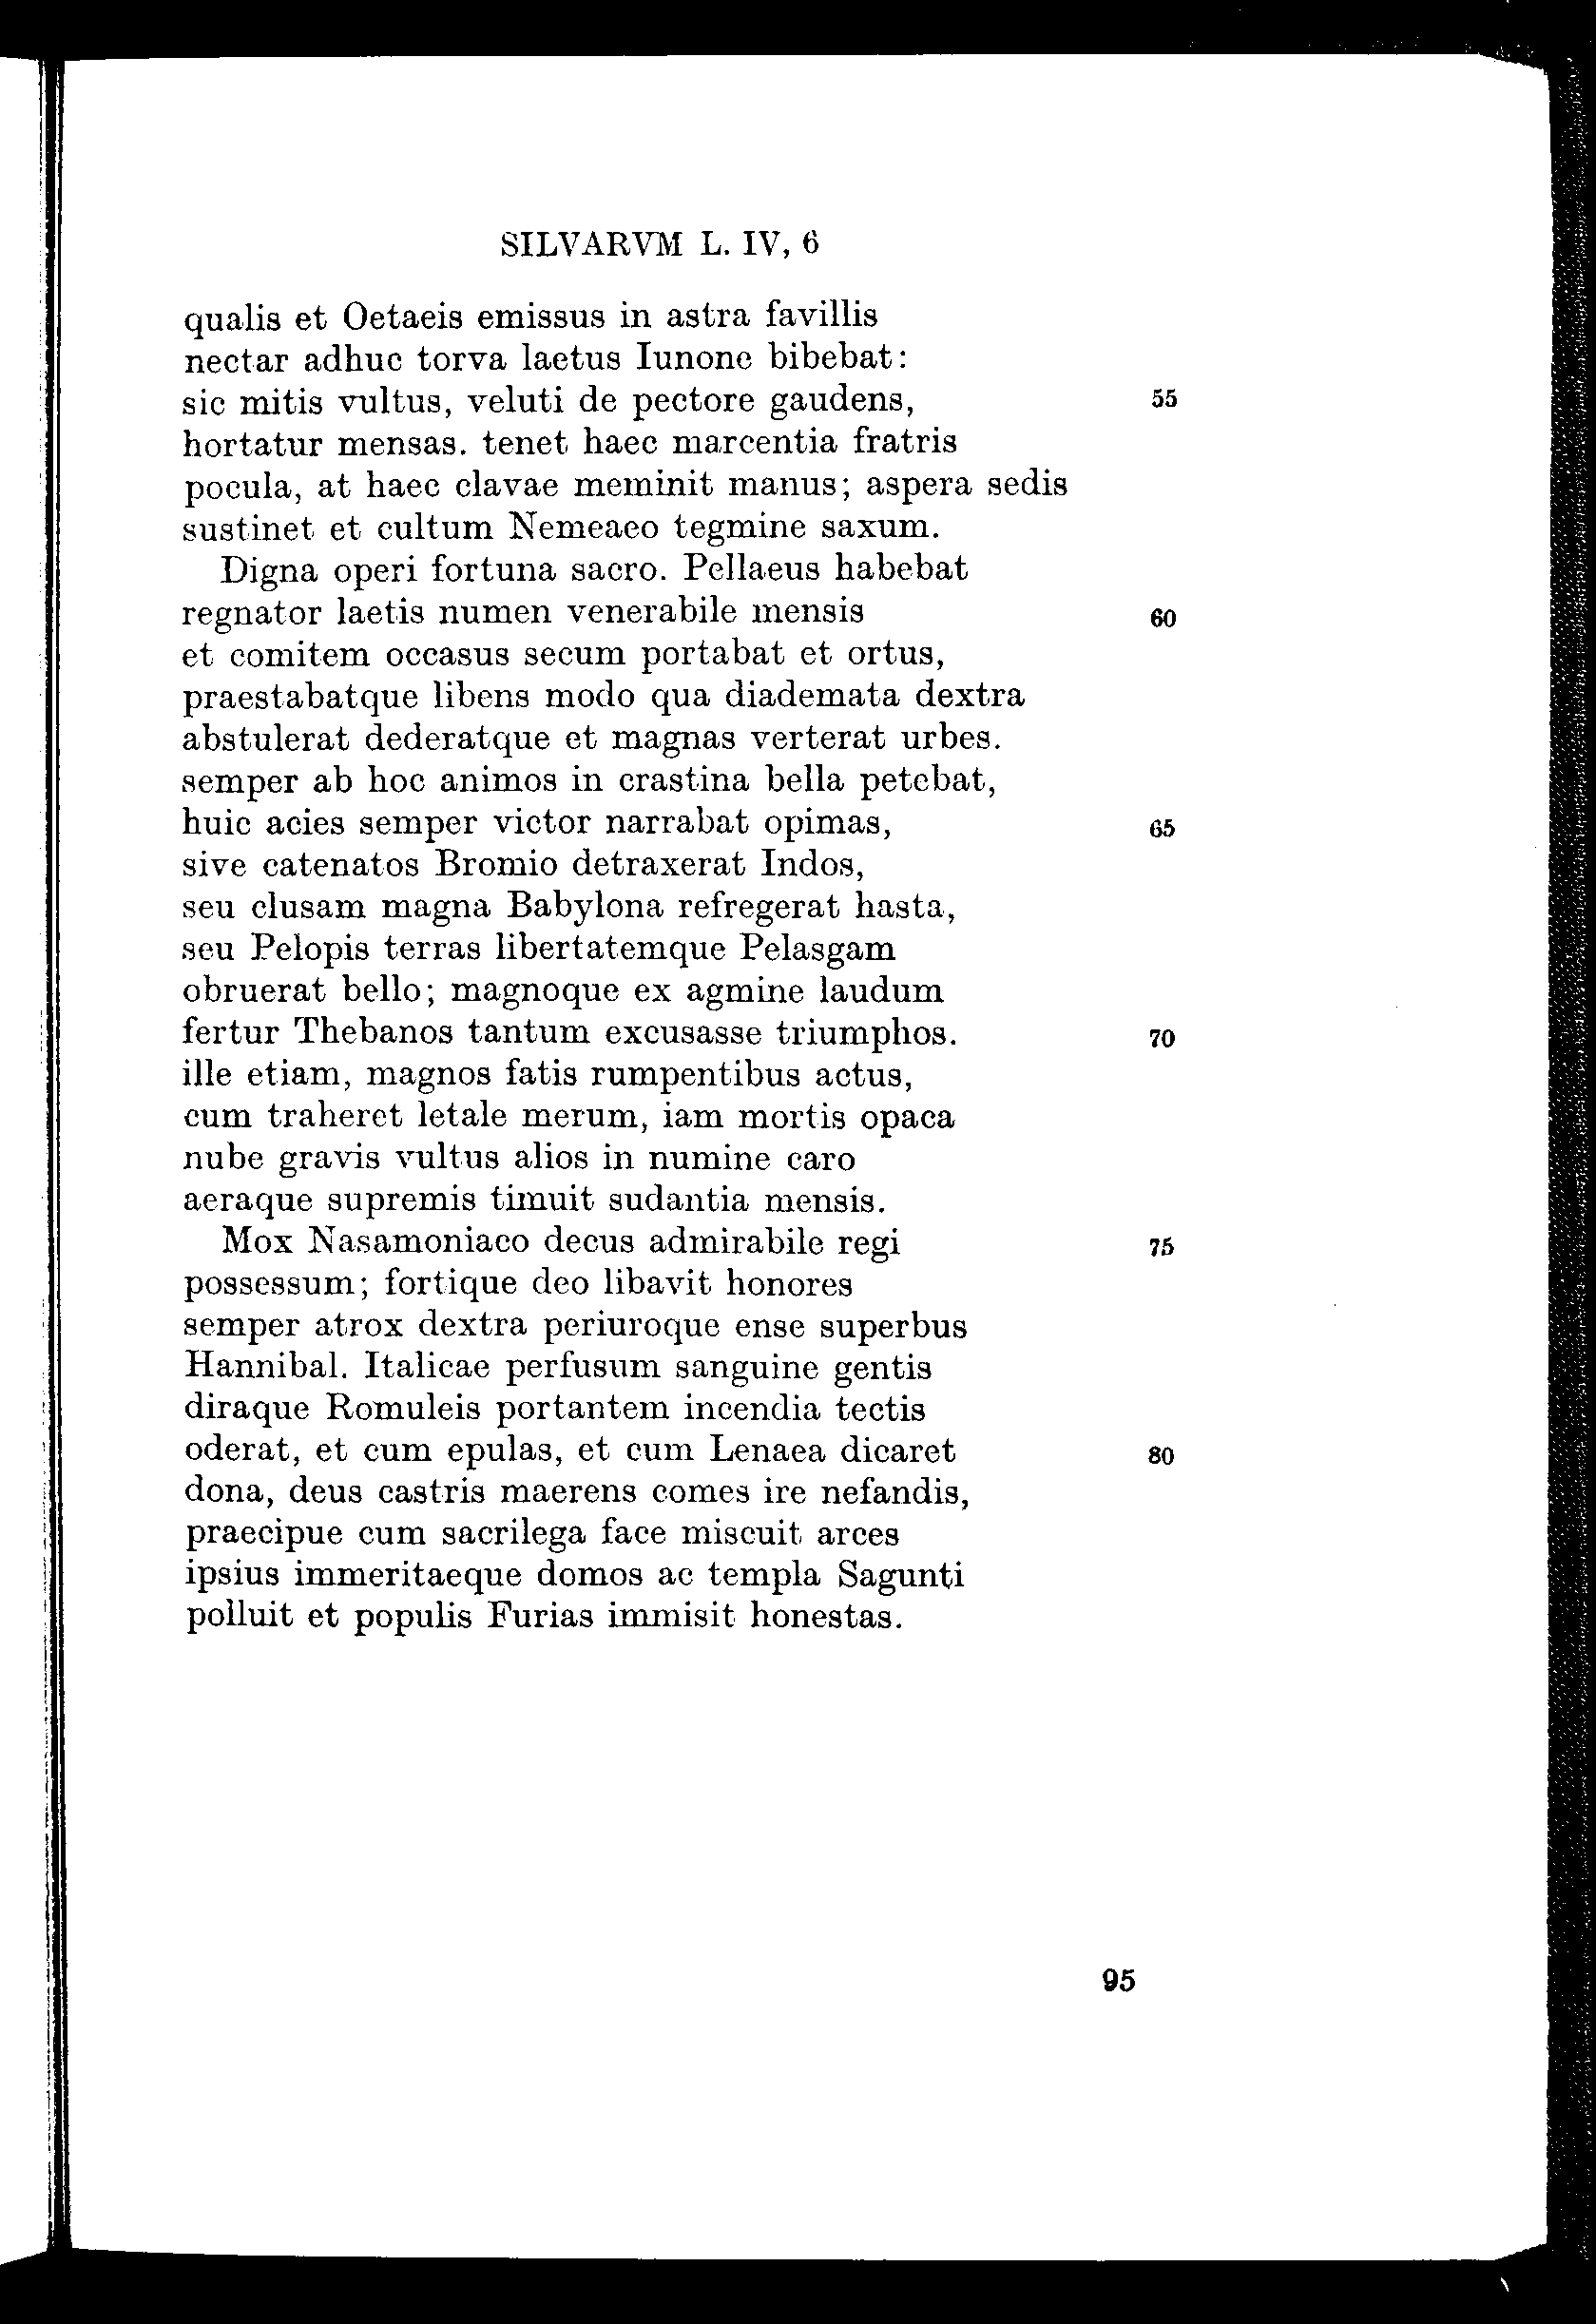 SILVARVM L. IV, 6
qualis et Oetaeis emissus in astra favillis
nectar adhuc torva laetus Iunone bibebat:
sic mitis vultus, veluti de pectore gaudens, 55
hortatur mensas. tenet haec marcentia fratris
pocula, at haec clavae meminit manus; aspera sedis
sustinet et cultum Nemeaeo tegmine saxum.
Digna operi fortuna sacro. Pellaeus habebat
regnator laetis numen venerabile mensis 60
et comitem occasus secum portabat et ortus,
praestabatque libens modo qua diademata dextra
abstulerat dederatque et magnas verterat urbes.
semper ab hoc animos in crastina bella petebat,
huic acies semper victor narrabat opimas, 65
sive catenatos Bromio detraxerat Indos,
seu clusam magna Babylona refregerat hasta,
seu Pelopis terras libertatemque Pelasgam
obruerat bello; magnoque ex agmine laudum
fertur Thebanos tantum excusasse triumphos. 70
ille etiam, magnos fatis rumpentibus actus,
cum traheret letale merum, iam mortis opaca
nube gravis vultus alios in numine caro
aeraque supremis timuit sudantia mensis.
Mox Nasamoniaco decus admirabile regi 75
possessum; fortique deo libavit honores
semper atrox dextra periuroque ense superbus
Hannibal. Italicae perfusum sanguine gentis
diraque Romuleis portantem incendia tectis
oderat, et cum epulas, et cum Lenaea dicaret 80
dona, deus castris maerens comes ire nefandis,
praecipue cum sacrilega face miscuit arces
ipsius immeritaeque domos ac templa Sagunti
polluit et populis Furias immisit honestas.
95